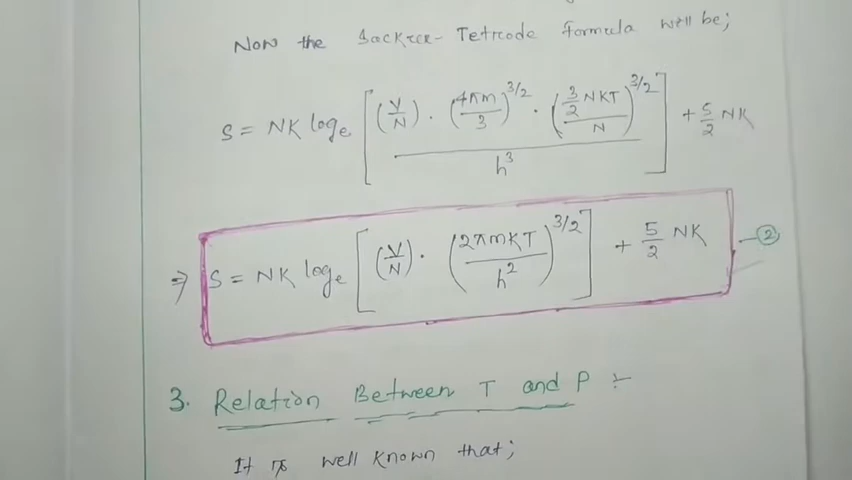 Now the Sackrer-Tetrode formula will be;
S = NK logₑ [ (V/N) · (4πm/3)^3/2 · (3/2 NKT / N)^3/2 / h³ ] + 5/2 NK
⇒ S = NK logₑ [ (V/N) · (2πmKT / h²)^3/2 ] + 5/2 NK —②
3. Relation Between T and P :-
It is well known that;